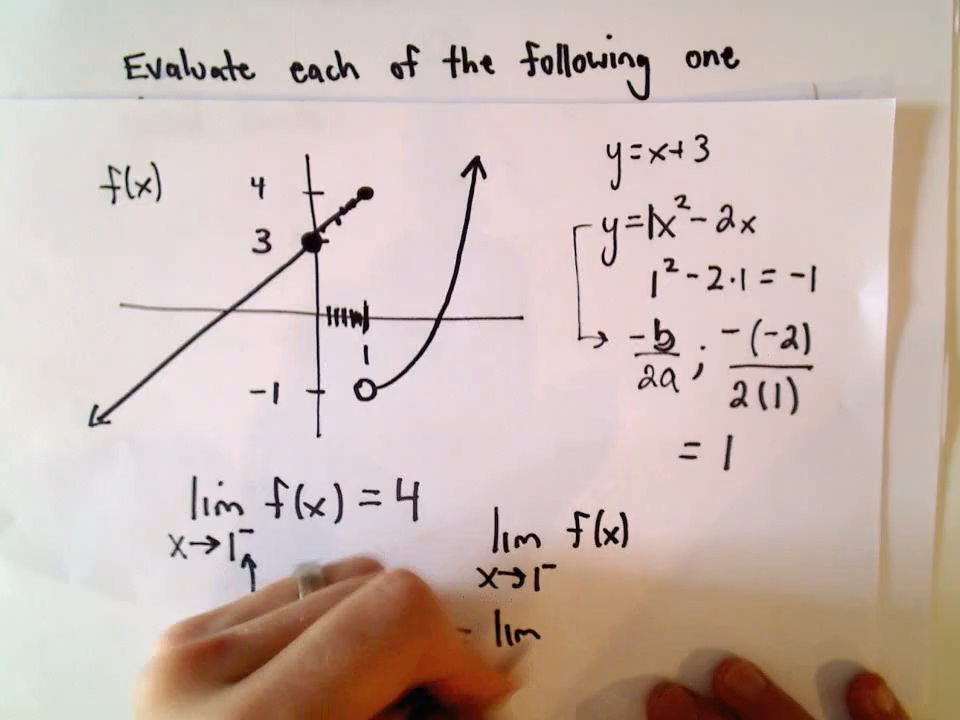 Evaluate each of the following one
f(x)
4
3
1
-1
y=x+3
y=1x²-2x
1²-2·1=-1
-b/2a ; -(-2)/2(1)
= 1
lim f(x) = 4
x→1⁻
lim f(x)
x→1⁻
= lim